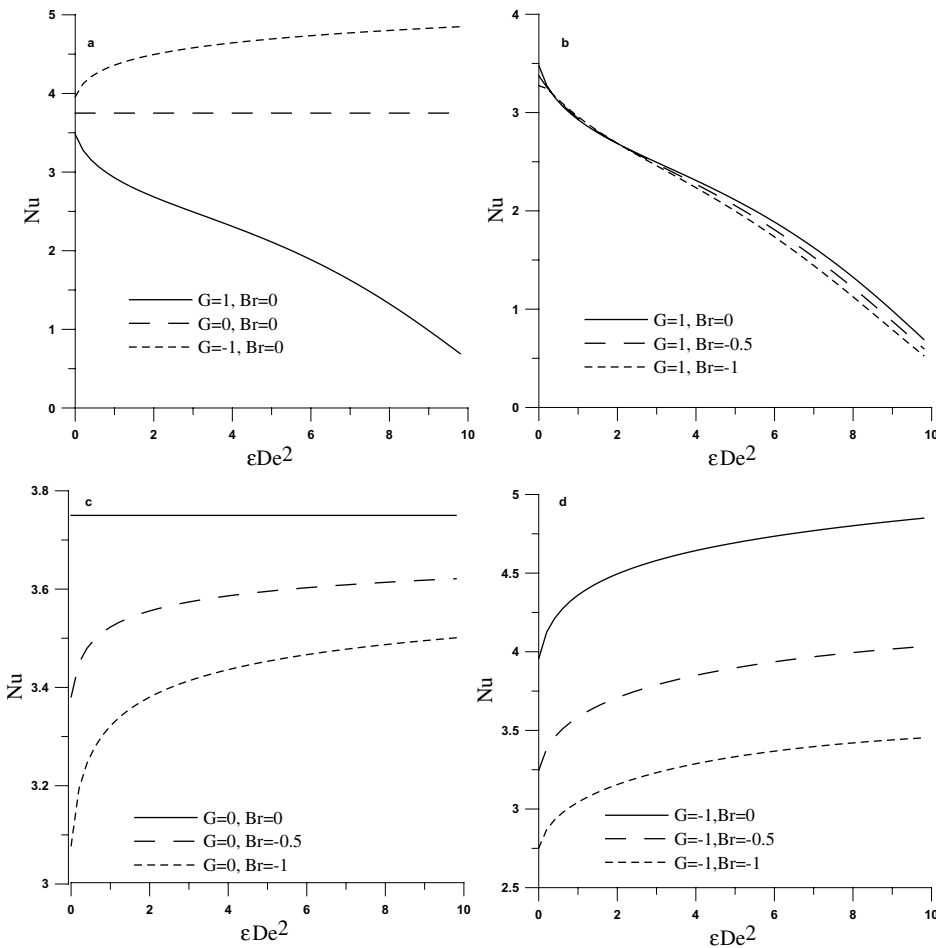 a
5
4
3
2
1
0
Nu
G=1, Br=0
G=0, Br=0
G=-1, Br=0
0 2 4 6 8 10
εDe²
b
4
3
2
1
0
Nu
G=1, Br=0
G=1, Br=-0.5
G=1, Br=-1
0 2 4 6 8 10
εDe²
c
3.8
3.6
3.4
3.2
3
Nu
G=0, Br=0
G=0, Br=-0.5
G=0, Br=-1
0 2 4 6 8 10
εDe²
d
5
4.5
4
3.5
3
2.5
Nu
G=-1,Br=0
G=-1,Br=-0.5
G=-1,Br=-1
0 2 4 6 8 10
εDe²